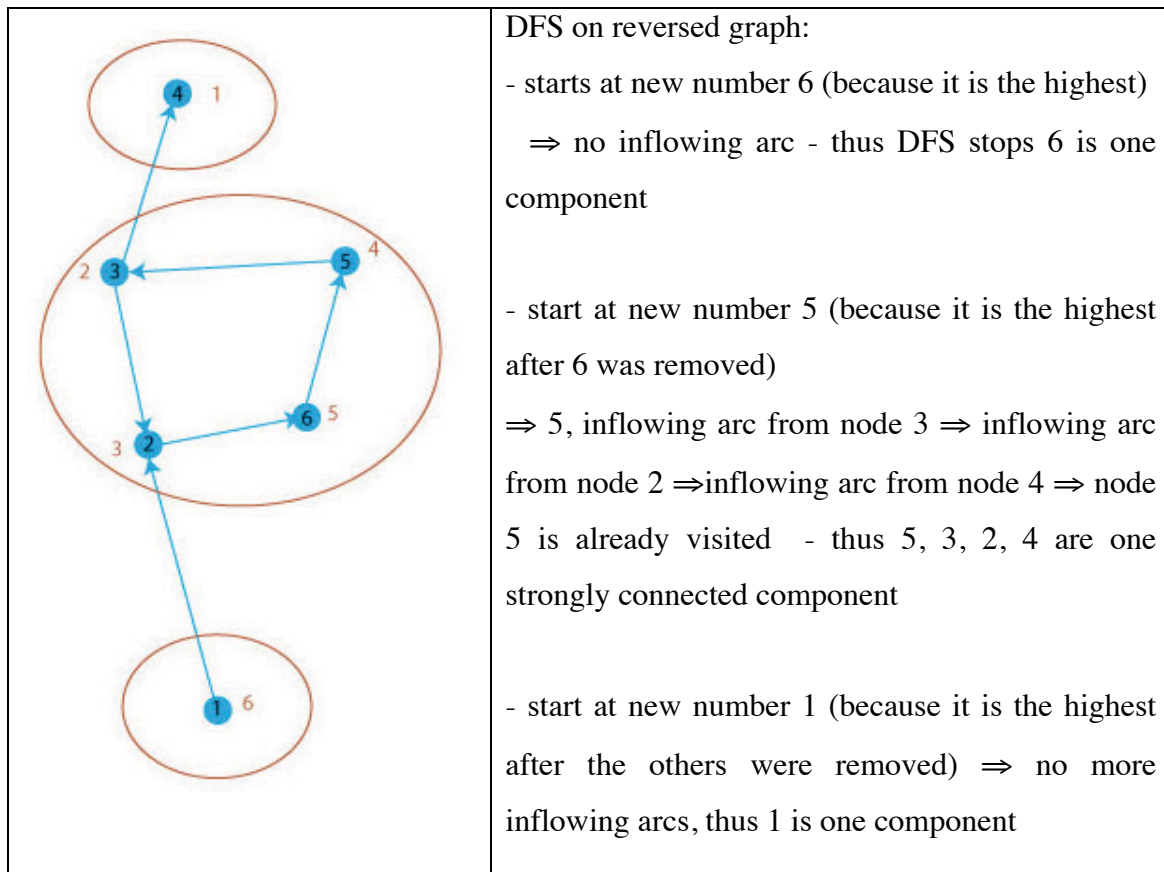 4 1
5 4
2 3
6 5
3 2
1 6
DFS on reversed graph:
- starts at new number 6 (because it is the highest)
⇒ no inflowing arc - thus DFS stops 6 is one
component
- start at new number 5 (because it is the highest
after 6 was removed)
⇒ 5, inflowing arc from node 3 ⇒ inflowing arc
from node 2 ⇒inflowing arc from node 4 ⇒ node
5 is already visited - thus 5, 3, 2, 4 are one
strongly connected component
- start at new number 1 (because it is the highest
after the others were removed) ⇒ no more
inflowing arcs, thus 1 is one component